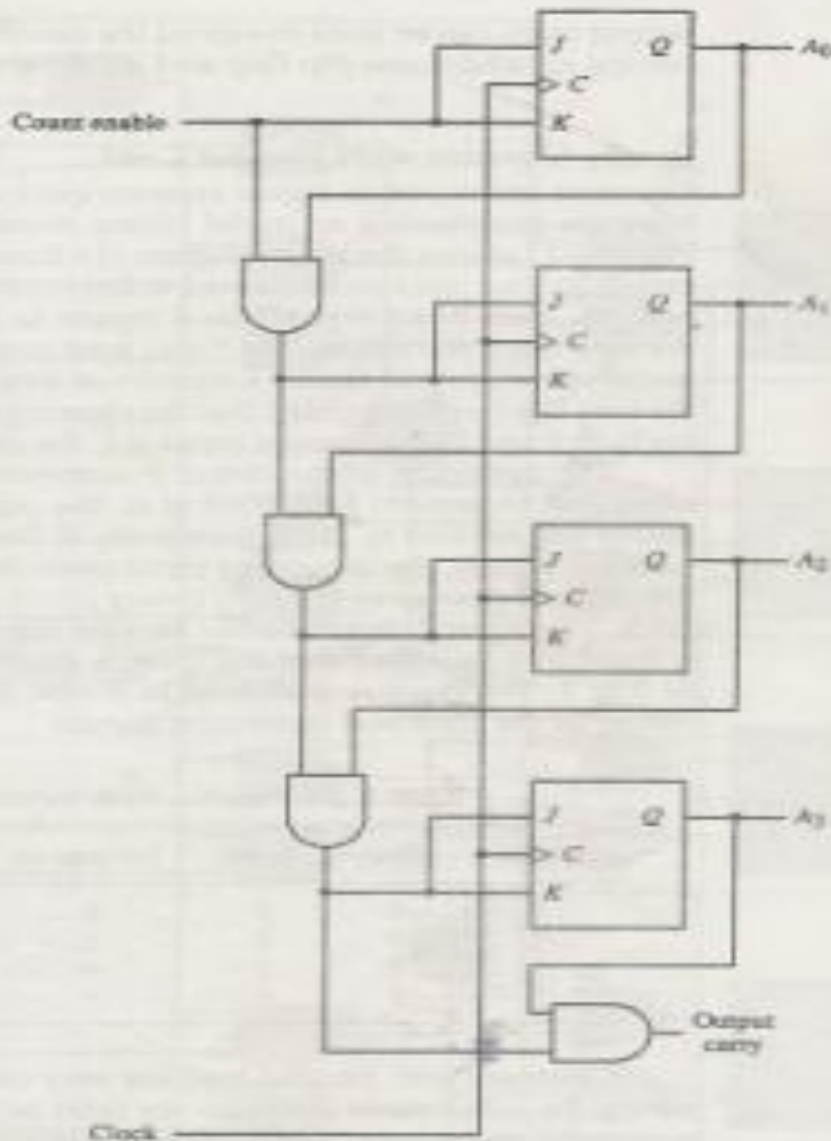 J Q A₀
C
Count enable
K
J Q A₁
C
K
J Q A₂
C
K
J Q A₃
C
K
Output
carry
Clock